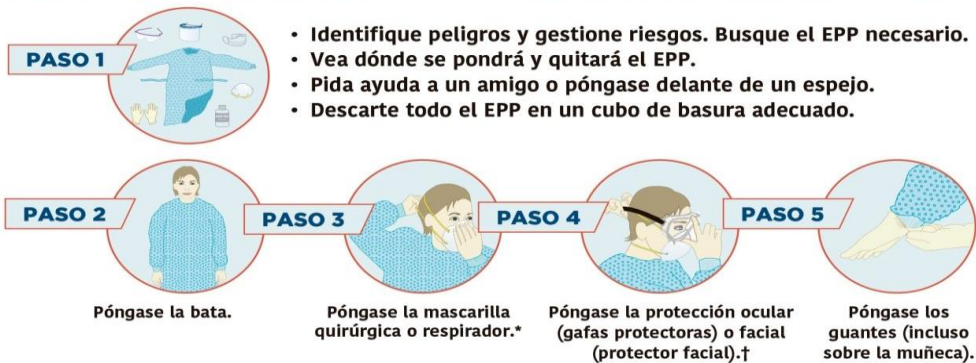 PASO 1
• Identifique peligros y gestione riesgos. Busque el EPP necesario.
• Vea dónde se pondrá y quitará el EPP.
• Pida ayuda a un amigo o póngase delante de un espejo.
• Descarte todo el EPP en un cubo de basura adecuado.
PASO 2
Póngase la bata.
PASO 3
Póngase la mascarilla
quirúrgica o respirador.*
PASO 4
Póngase la protección ocular
(gafas protectoras) o facial
(protector facial).†
PASO 5
Póngase los
guantes (incluso
sobre la muñeca).